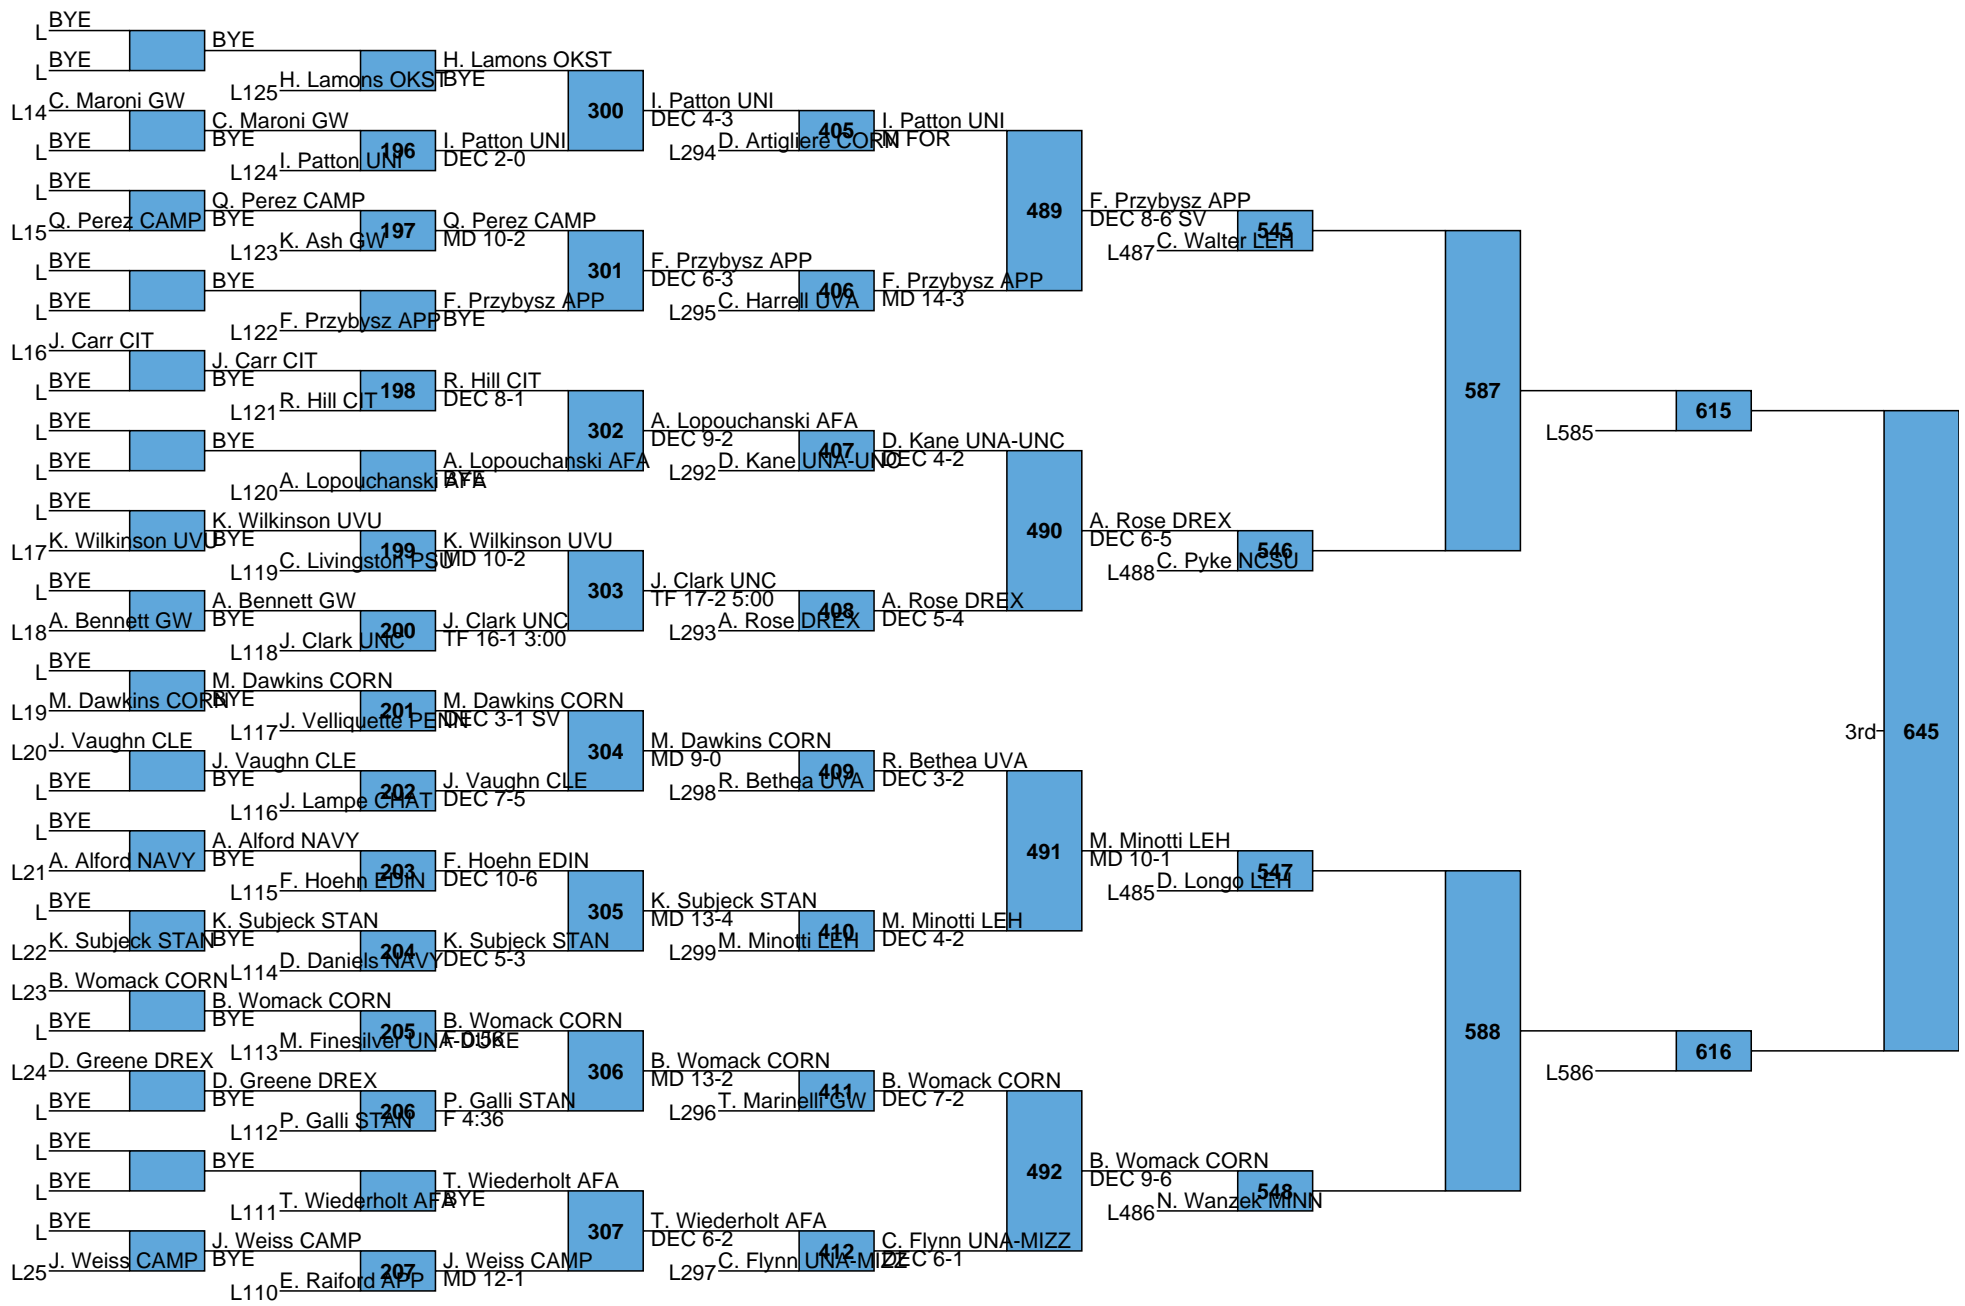 BYE
L
BYE
BYE
L
H. Lamons OKST
L125
H. Lamons OKST
BYE
300
C. Maroni GW
L14
C. Maroni GW
BYE
BYE
L
196
I. Patton UNI
L124
I. Patton UNI
DEC 2-0
I. Patton UNI
DEC 4-3
405
D. Artigliere CORN
L294
I. Patton UNI
M FOR
489
BYE
L
Q. Perez CAMP
BYE
Q. Perez CAMP
L15
197
K. Ash GW
L123
Q. Perez CAMP
MD 10-2
301
BYE
L
BYE
BYE
L
F. Przybysz APP
L122
F. Przybysz APP
BYE
F. Przybysz APP
DEC 6-3
406
C. Harrell UVA
L295
F. Przybysz APP
MD 14-3
F. Przybysz APP
DEC 8-6 SV
545
C. Walter LEH
L487
587
J. Carr CIT
L16
J. Carr CIT
BYE
BYE
L
198
R. Hill CIT
L121
R. Hill CIT
DEC 8-1
302
BYE
L
BYE
BYE
L
A. Lopouchanski AFA
L120
A. Lopouchanski AFA
BYE
A. Lopouchanski AFA
DEC 9-2
407
D. Kane UNA-UNC
L292
D. Kane UNA-UNC
DEC 4-2
490
BYE
L
K. Wilkinson UVU
BYE
K. Wilkinson UVU
L17
199
C. Livingston PSU
L119
K. Wilkinson UVU
MD 10-2
303
BYE
L
A. Bennett GW
BYE
A. Bennett GW
L18
200
J. Clark UNC
L118
J. Clark UNC
TF 16-1 3:00
J. Clark UNC
TF 17-2 5:00
408
A. Rose DREX
L293
A. Rose DREX
DEC 5-4
A. Rose DREX
DEC 6-5
546
C. Pyke NCSU
L488
615
L585
BYE
L
M. Dawkins CORN
BYE
M. Dawkins CORN
L19
201
J. Velliquette PENN
L117
M. Dawkins CORN
DEC 3-1 SV
304
J. Vaughn CLE
L20
J. Vaughn CLE
BYE
BYE
L
202
J. Lampe CHAT
L116
J. Vaughn CLE
DEC 7-5
M. Dawkins CORN
MD 9-0
409
R. Bethea UVA
L298
R. Bethea UVA
DEC 3-2
491
3rd
645
BYE
L
A. Alford NAVY
BYE
A. Alford NAVY
L21
203
F. Hoehn EDIN
L115
F. Hoehn EDIN
DEC 10-6
305
BYE
L
K. Subjeck STAN
BYE
K. Subjeck STAN
L22
204
D. Daniels NAVY
L114
K. Subjeck STAN
DEC 5-3
K. Subjeck STAN
MD 13-4
410
M. Minotti LEH
L299
M. Minotti LEH
DEC 4-2
M. Minotti LEH
MD 10-1
547
D. Longo LEH
L485
588
B. Womack CORN
L23
B. Womack CORN
BYE
BYE
L
205
M. Finesilver UNA-DUKE
L113
B. Womack CORN
F 0:56
306
D. Greene DREX
L24
D. Greene DREX
BYE
BYE
L
206
P. Galli STAN
L112
P. Galli STAN
F 4:36
B. Womack CORN
MD 13-2
411
T. Marinelli GW
L296
B. Womack CORN
DEC 7-2
492
BYE
L
BYE
BYE
L
T. Wiederholt AFA
L111
T. Wiederholt AFA
BYE
307
BYE
L
J. Weiss CAMP
BYE
J. Weiss CAMP
L25
207
E. Raiford APP
L110
J. Weiss CAMP
MD 12-1
T. Wiederholt AFA
DEC 6-2
412
C. Flynn UNA-MIZZ
L297
C. Flynn UNA-MIZZ
DEC 6-1
B. Womack CORN
DEC 9-6
548
N. Wanzek MINN
L486
616
L586